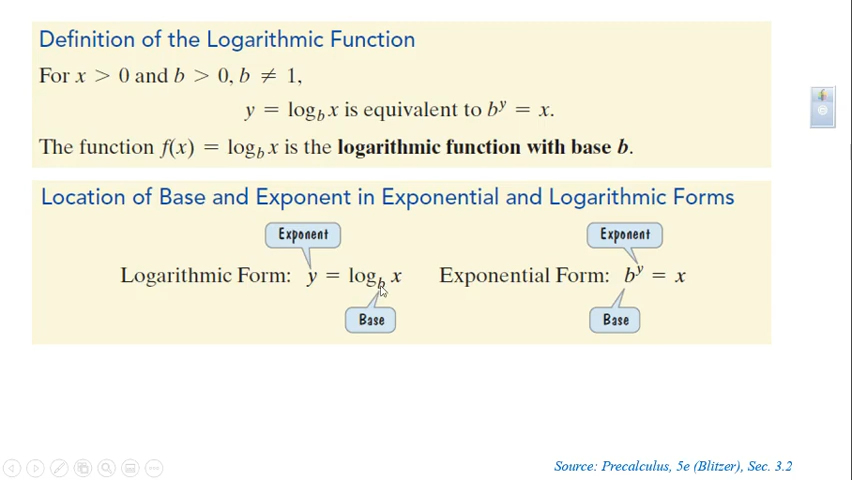 Definition of the Logarithmic Function
For x > 0 and b > 0, b ≠ 1,
y = log_b x is equivalent to b^y = x.
The function f(x) = log_b x is the logarithmic function with base b.
Location of Base and Exponent in Exponential and Logarithmic Forms
Exponent
Exponent
Logarithmic Form: y = log_b x
Exponential Form: b^y = x
Base
Base
Source: Precalculus, 5e (Blitzer), Sec. 3.2